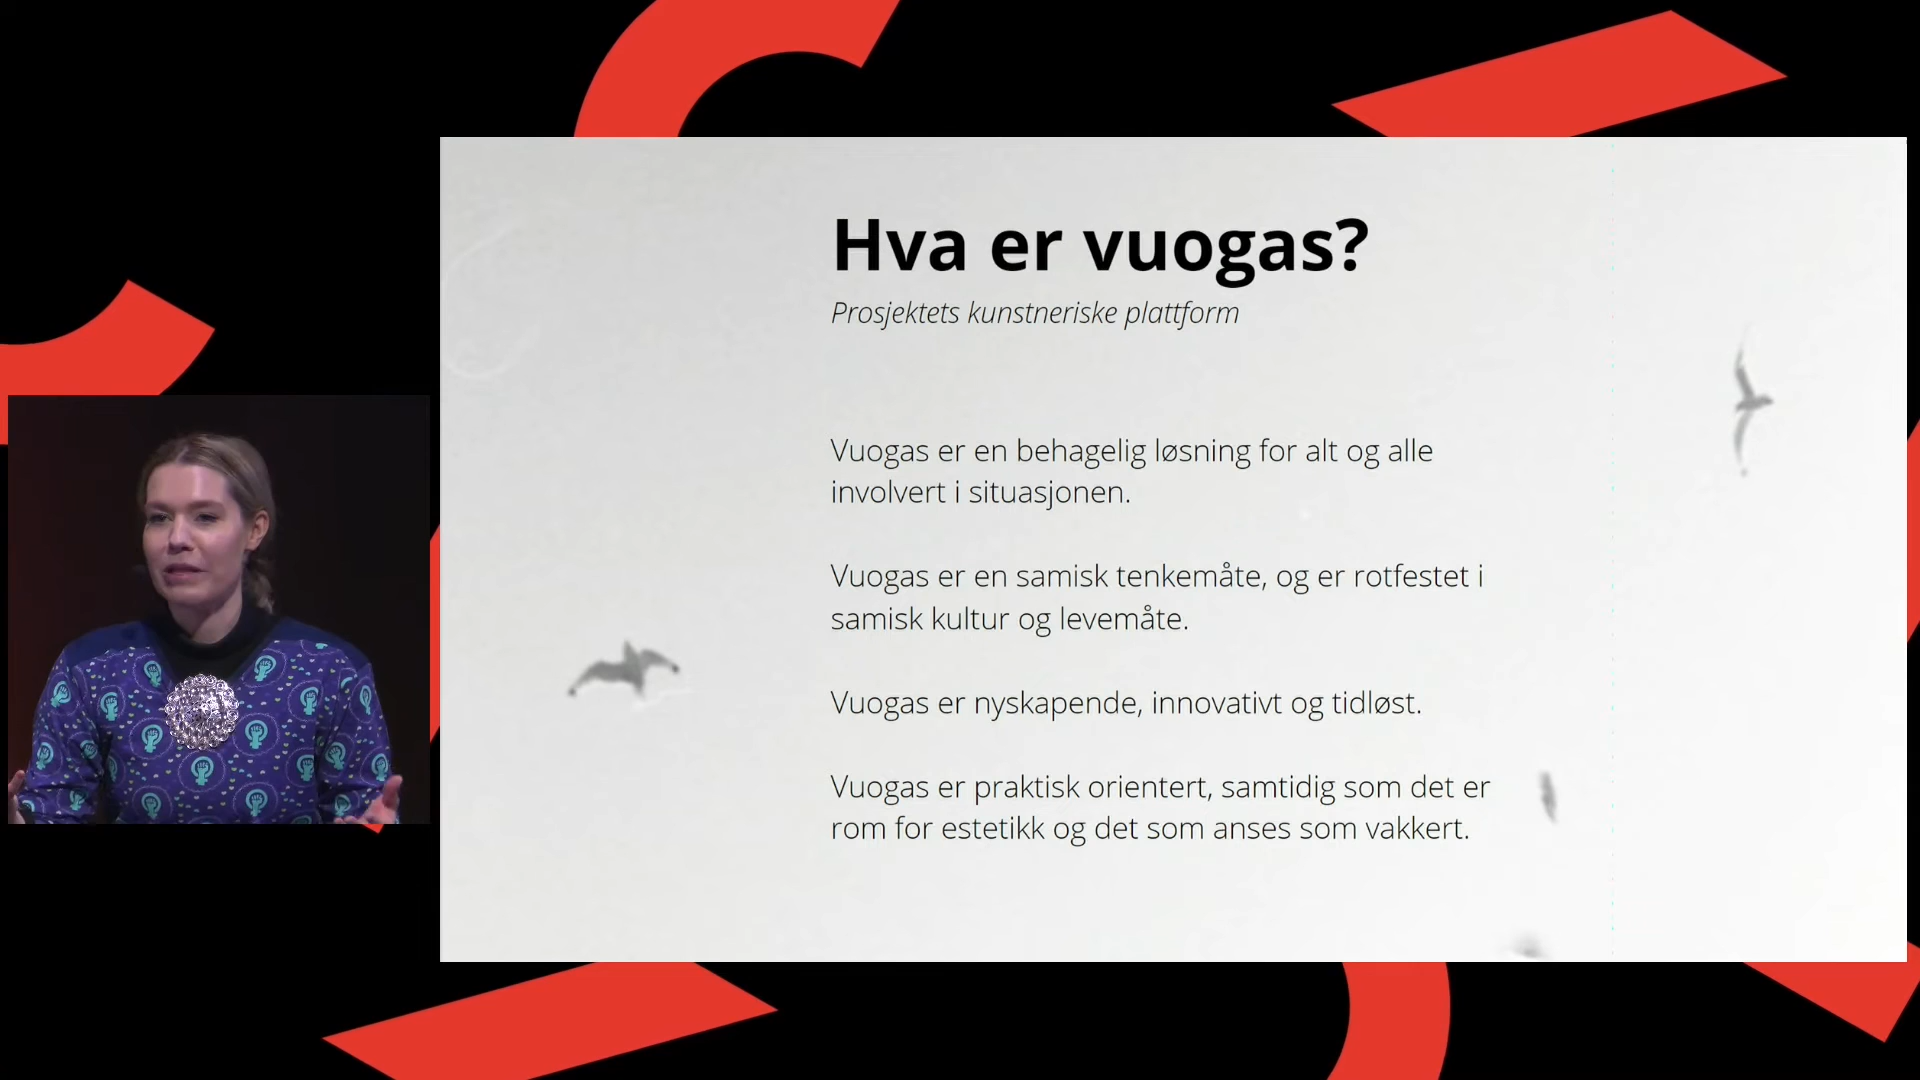 Hva er vuogas?
Prosjektets kunstneriske plattform
Vuogas er en behagelig løsning for alt og alle
involvert i situasjonen.
Vuogas er en samisk tenkemåte, og er rotfestet i
samisk kultur og levemåte.
Vuogas er nyskapende, innovativt og tidløst.
Vuogas er praktisk orientert, samtidig som det er
rom for estetikk og det som anses som vakkert.